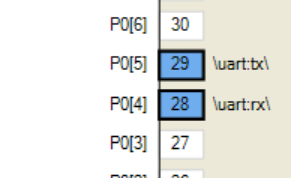 P0[6] 30
P0[5] 29 \uart:tx\
P0[4] 28 \uart:rx\
P0[3] 27